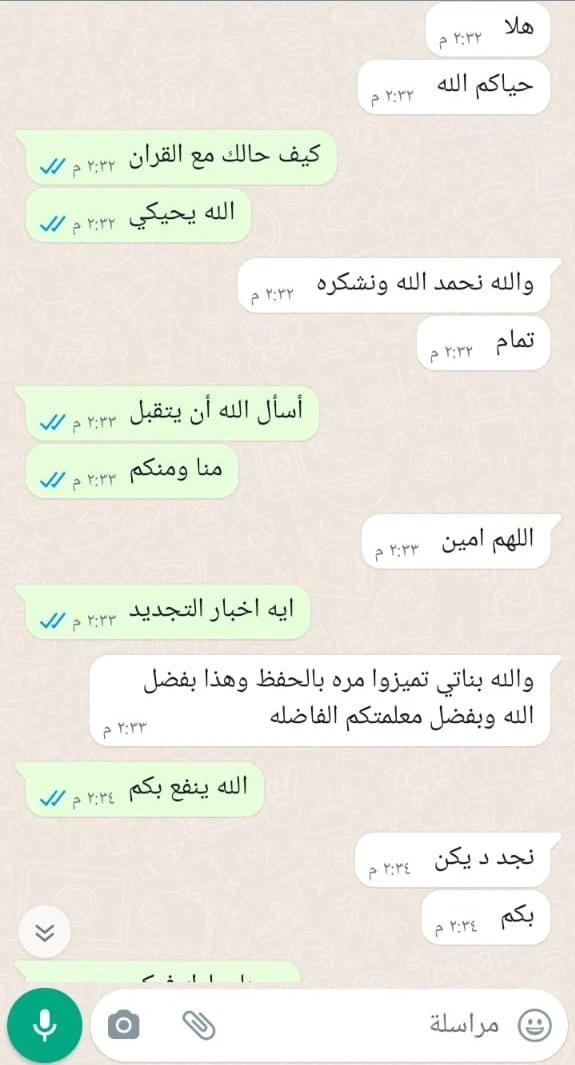 هلا
٢:٣٢ م
حياكم الله
٢:٣٢ م
كيف حالك مع القران
٢:٣٢ م
الله يحيكي
٢:٣٢ م
والله نحمد الله ونشكره
٢:٣٢ م
تمام
٢:٣٢ م
أسأل الله أن يتقبل
٢:٣٣ م
منا ومنكم
٢:٣٣ م
اللهم امين
٢:٣٣ م
ايه اخبار التجديد
٢:٣٣ م
والله بناتي تميزوا مره بالحفظ وهذا بفضل
الله وبفضل معلمتكم الفاضله
٢:٣٣ م
الله ينفع بكم
٢:٣٤ م
نجد د يكن
٢:٣٤ م
بكم
٢:٣٤ م
مراسلة